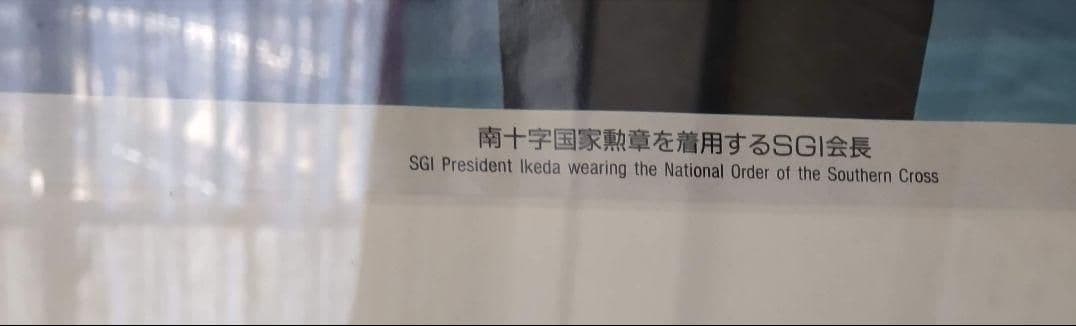 南十字国家勲章を着用するSGI会長
SGI President Ikeda wearing the National Order of the Southern Cross